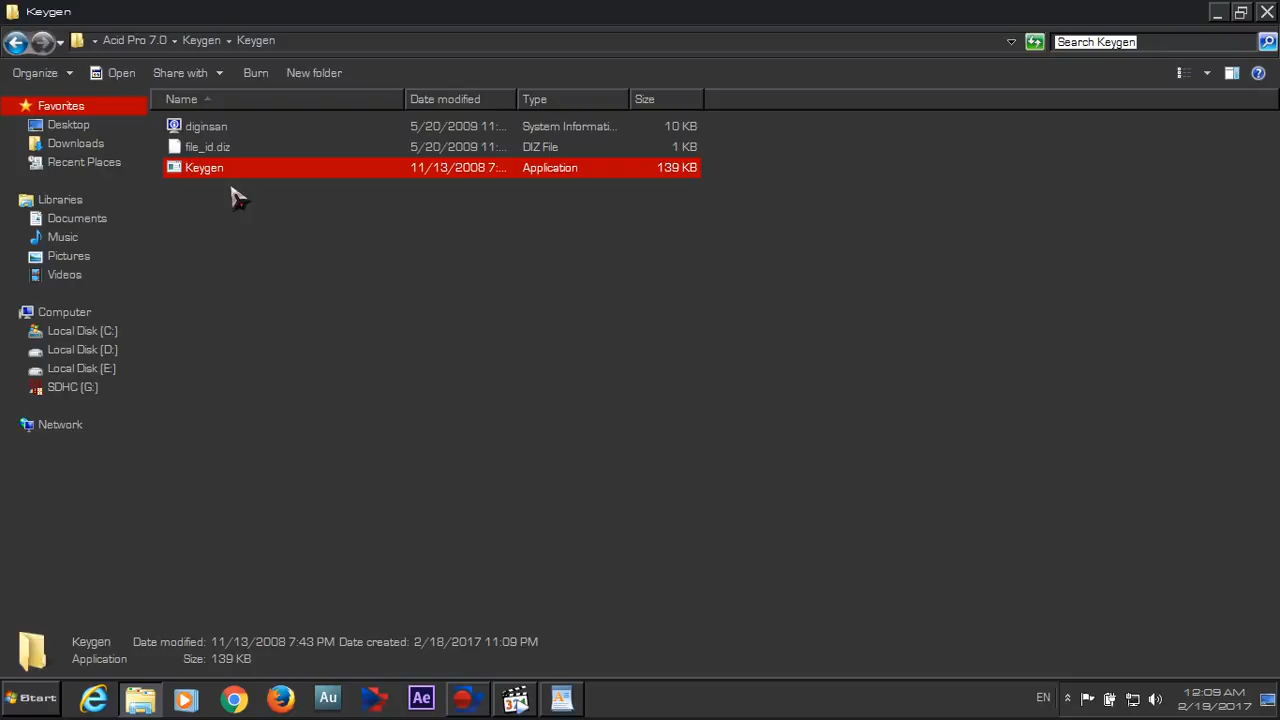 Keygen
Acid Pro 7.0 Keygen Keygen
Search Keygen
Organize Open Share with Burn New folder
Name Date modified Type Size
Favorites
Desktop
Downloads
Recent Places
Libraries
Documents
Music
Pictures
Videos
Computer
Local Disk (C:)
Local Disk (D:)
Local Disk (E:)
SDHC (G:)
Network
diginsan 5/20/2009 11:... System Informati... 10 KB
file_id.diz 5/20/2009 11:... DIZ File 1 KB
Keygen 11/13/2008 7:... Application 139 KB
Keygen Date modified: 11/13/2008 7:43 PM Date created: 2/18/2017 11:09 PM
Application Size: 139 KB
Start
Au
Ae
321
EN
12:09 AM
2/19/2017